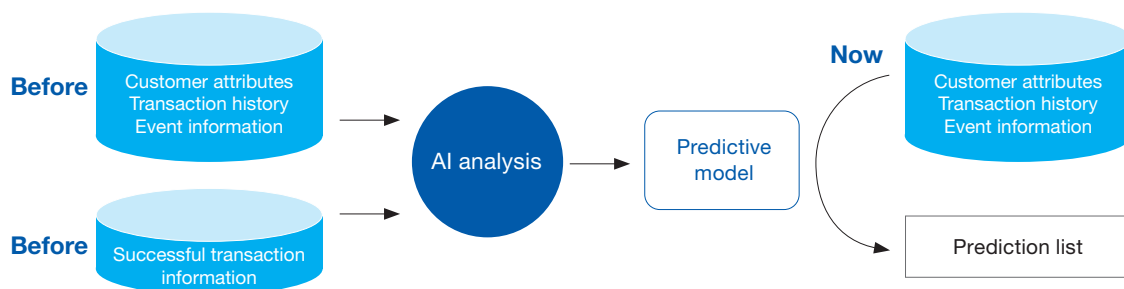 Before
Customer attributes
Transaction history
Event information
Before
Successful transaction
information
AI analysis
Predictive
model
Now
Customer attributes
Transaction history
Event information
Prediction list